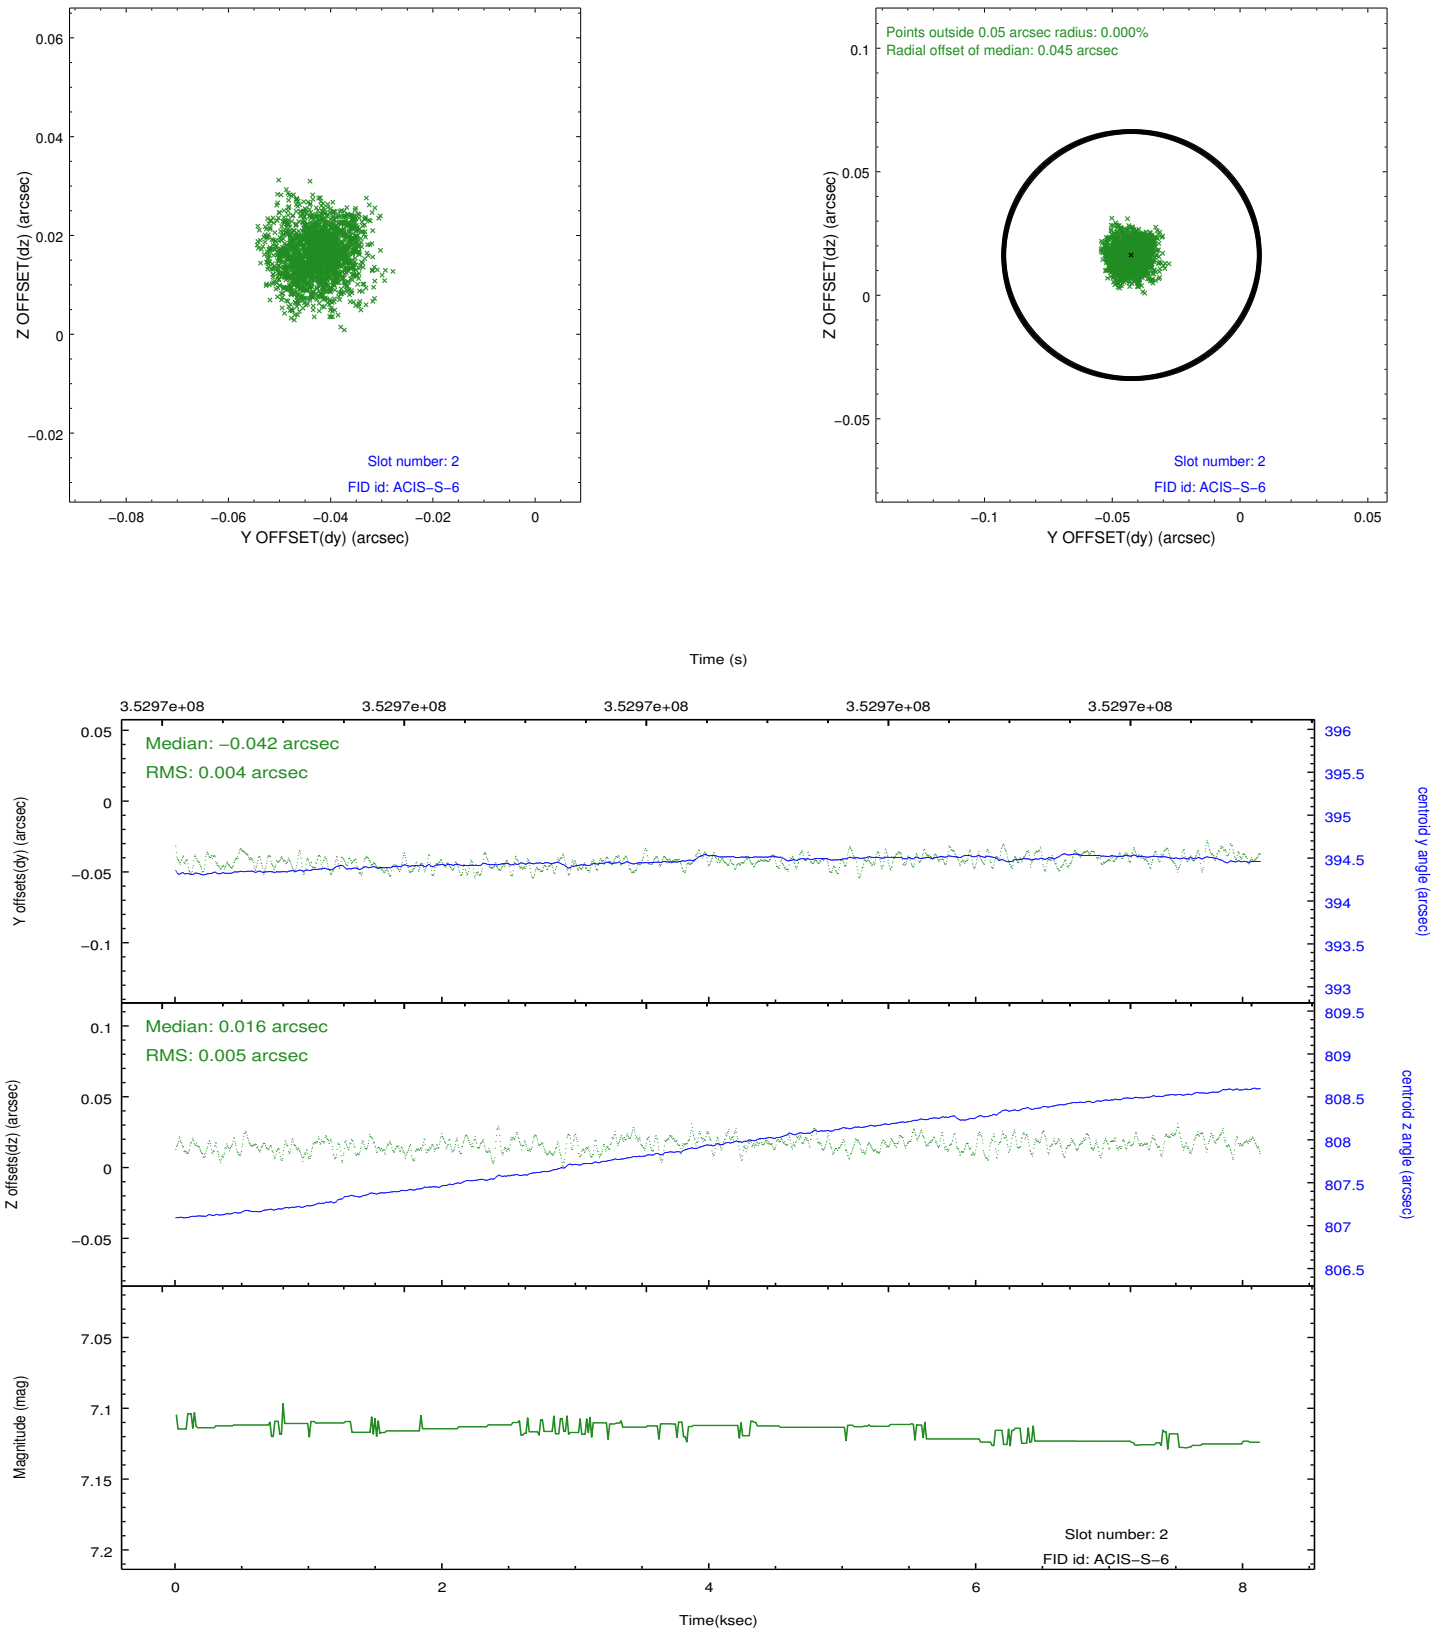 0.06
0.04
0.02
0
−0.02
Z OFFSET(dz) (arcsec)
Slot number: 2
FID id: ACIS−S−6
−0.08
−0.06
−0.04
−0.02
0
Y OFFSET(dy) (arcsec)
Points outside 0.05 arcsec radius: 0.000%
Radial offset of median: 0.045 arcsec
0.1
0.05
0
−0.05
Z OFFSET(dz) (arcsec)
Slot number: 2
FID id: ACIS−S−6
−0.1
−0.05
0
0.05
Y OFFSET(dy) (arcsec)
Time (s)
3.5297e+08
3.5297e+08
3.5297e+08
3.5297e+08
3.5297e+08
Median: −0.042 arcsec
RMS: 0.004 arcsec
0.05
0
−0.05
−0.1
Y offsets(dy) (arcsec)
396
395.5
395
394.5
394
393.5
393
centroid y angle (arcsec)
Median: 0.016 arcsec
RMS: 0.005 arcsec
0.1
0.05
0
−0.05
Z offsets(dz) (arcsec)
809.5
809
808.5
808
807.5
807
806.5
centroid z angle (arcsec)
7.05
7.1
7.15
7.2
Magnitude (mag)
Slot number: 2
FID id: ACIS−S−6
0
2
4
6
8
Time(ksec)